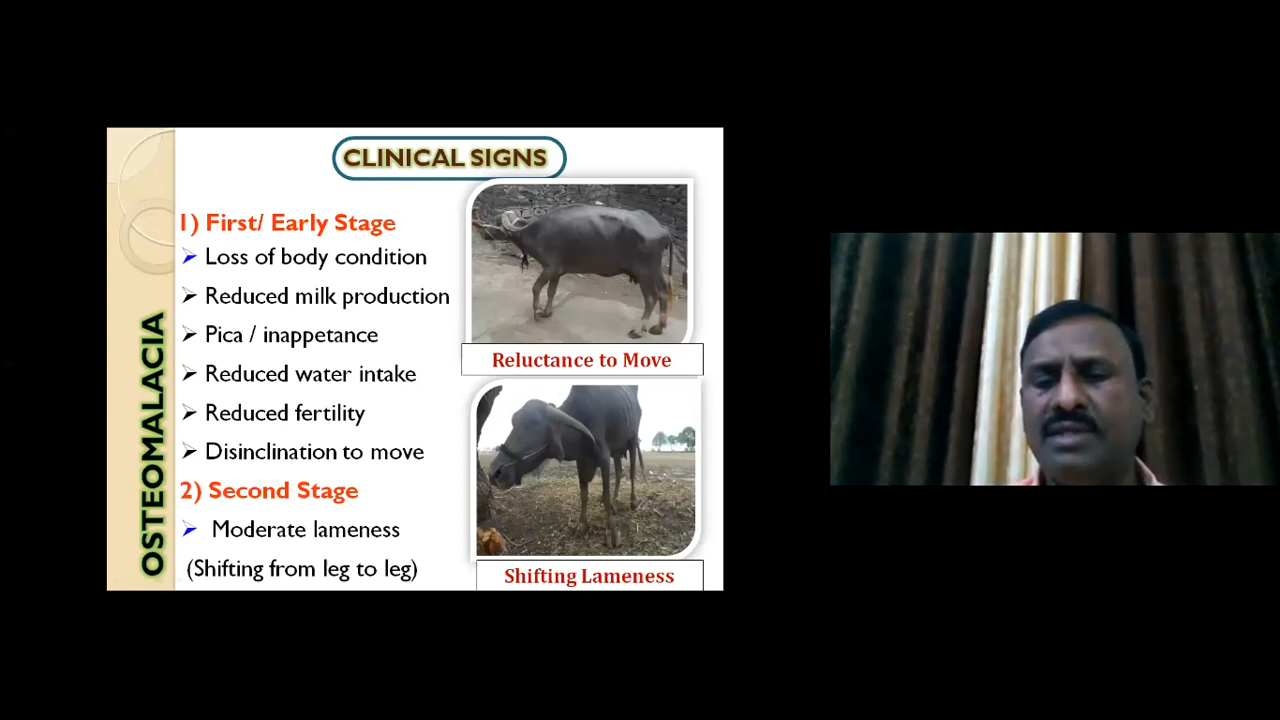 CLINICAL SIGNS
OSTEOMALACIA
1) First/ Early Stage
Loss of body condition
Reduced milk production
Pica / inappetance
Reduced water intake
Reduced fertility
Disinclination to move
2) Second Stage
Moderate lameness
(Shifting from leg to leg)
Reluctance to Move
Shifting Lameness